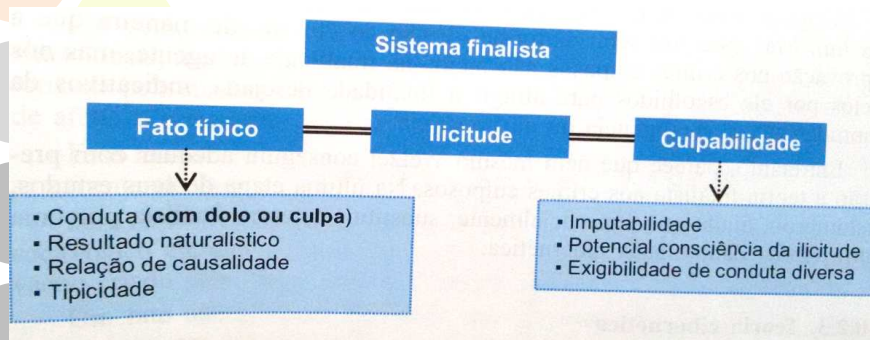 Sistema finalista
Fato típico
Ilicitude
Culpabilidade
▪ Conduta (com dolo ou culpa)
▪ Resultado naturalístico
▪ Relação de causalidade
▪ Tipicidade
▪ Imputabilidade
▪ Potencial consciência da ilicitude
▪ Exigibilidade de conduta diversa